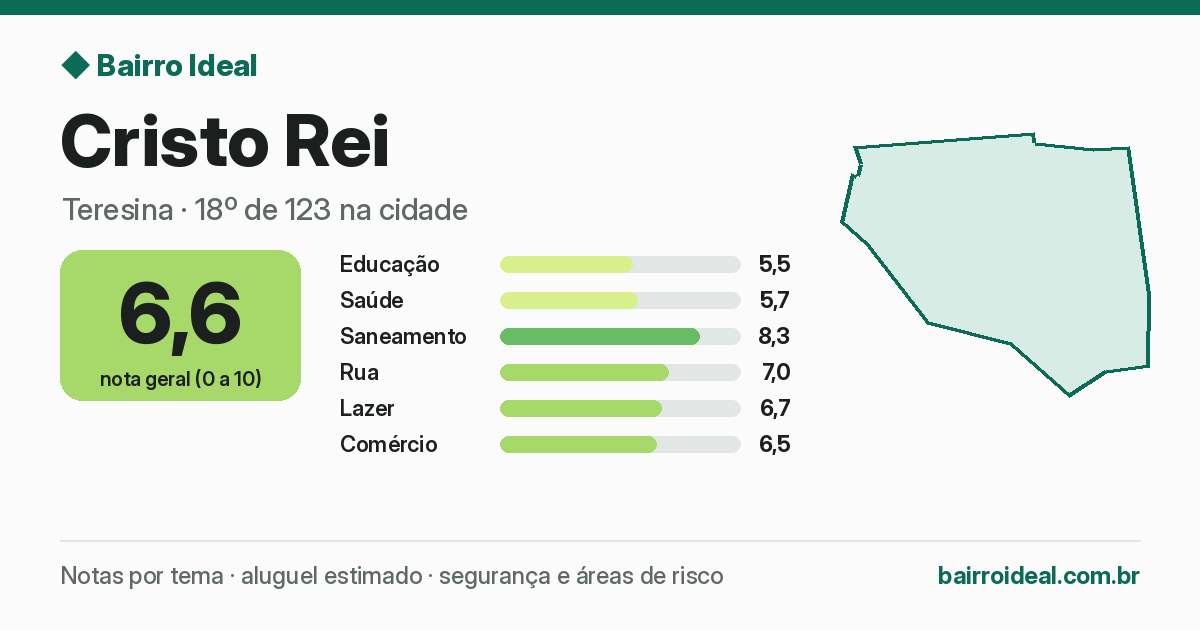 Bairro Ideal
Cristo Rei
Teresina · 18º de 123 na cidade
6,6
nota geral (0 a 10)
Educação 5,5
Saúde 5,7
Saneamento 8,3
Rua 7,0
Lazer 6,7
Comércio 6,5
Notas por tema · aluguel estimado · segurança e áreas de risco
bairroideal.com.br